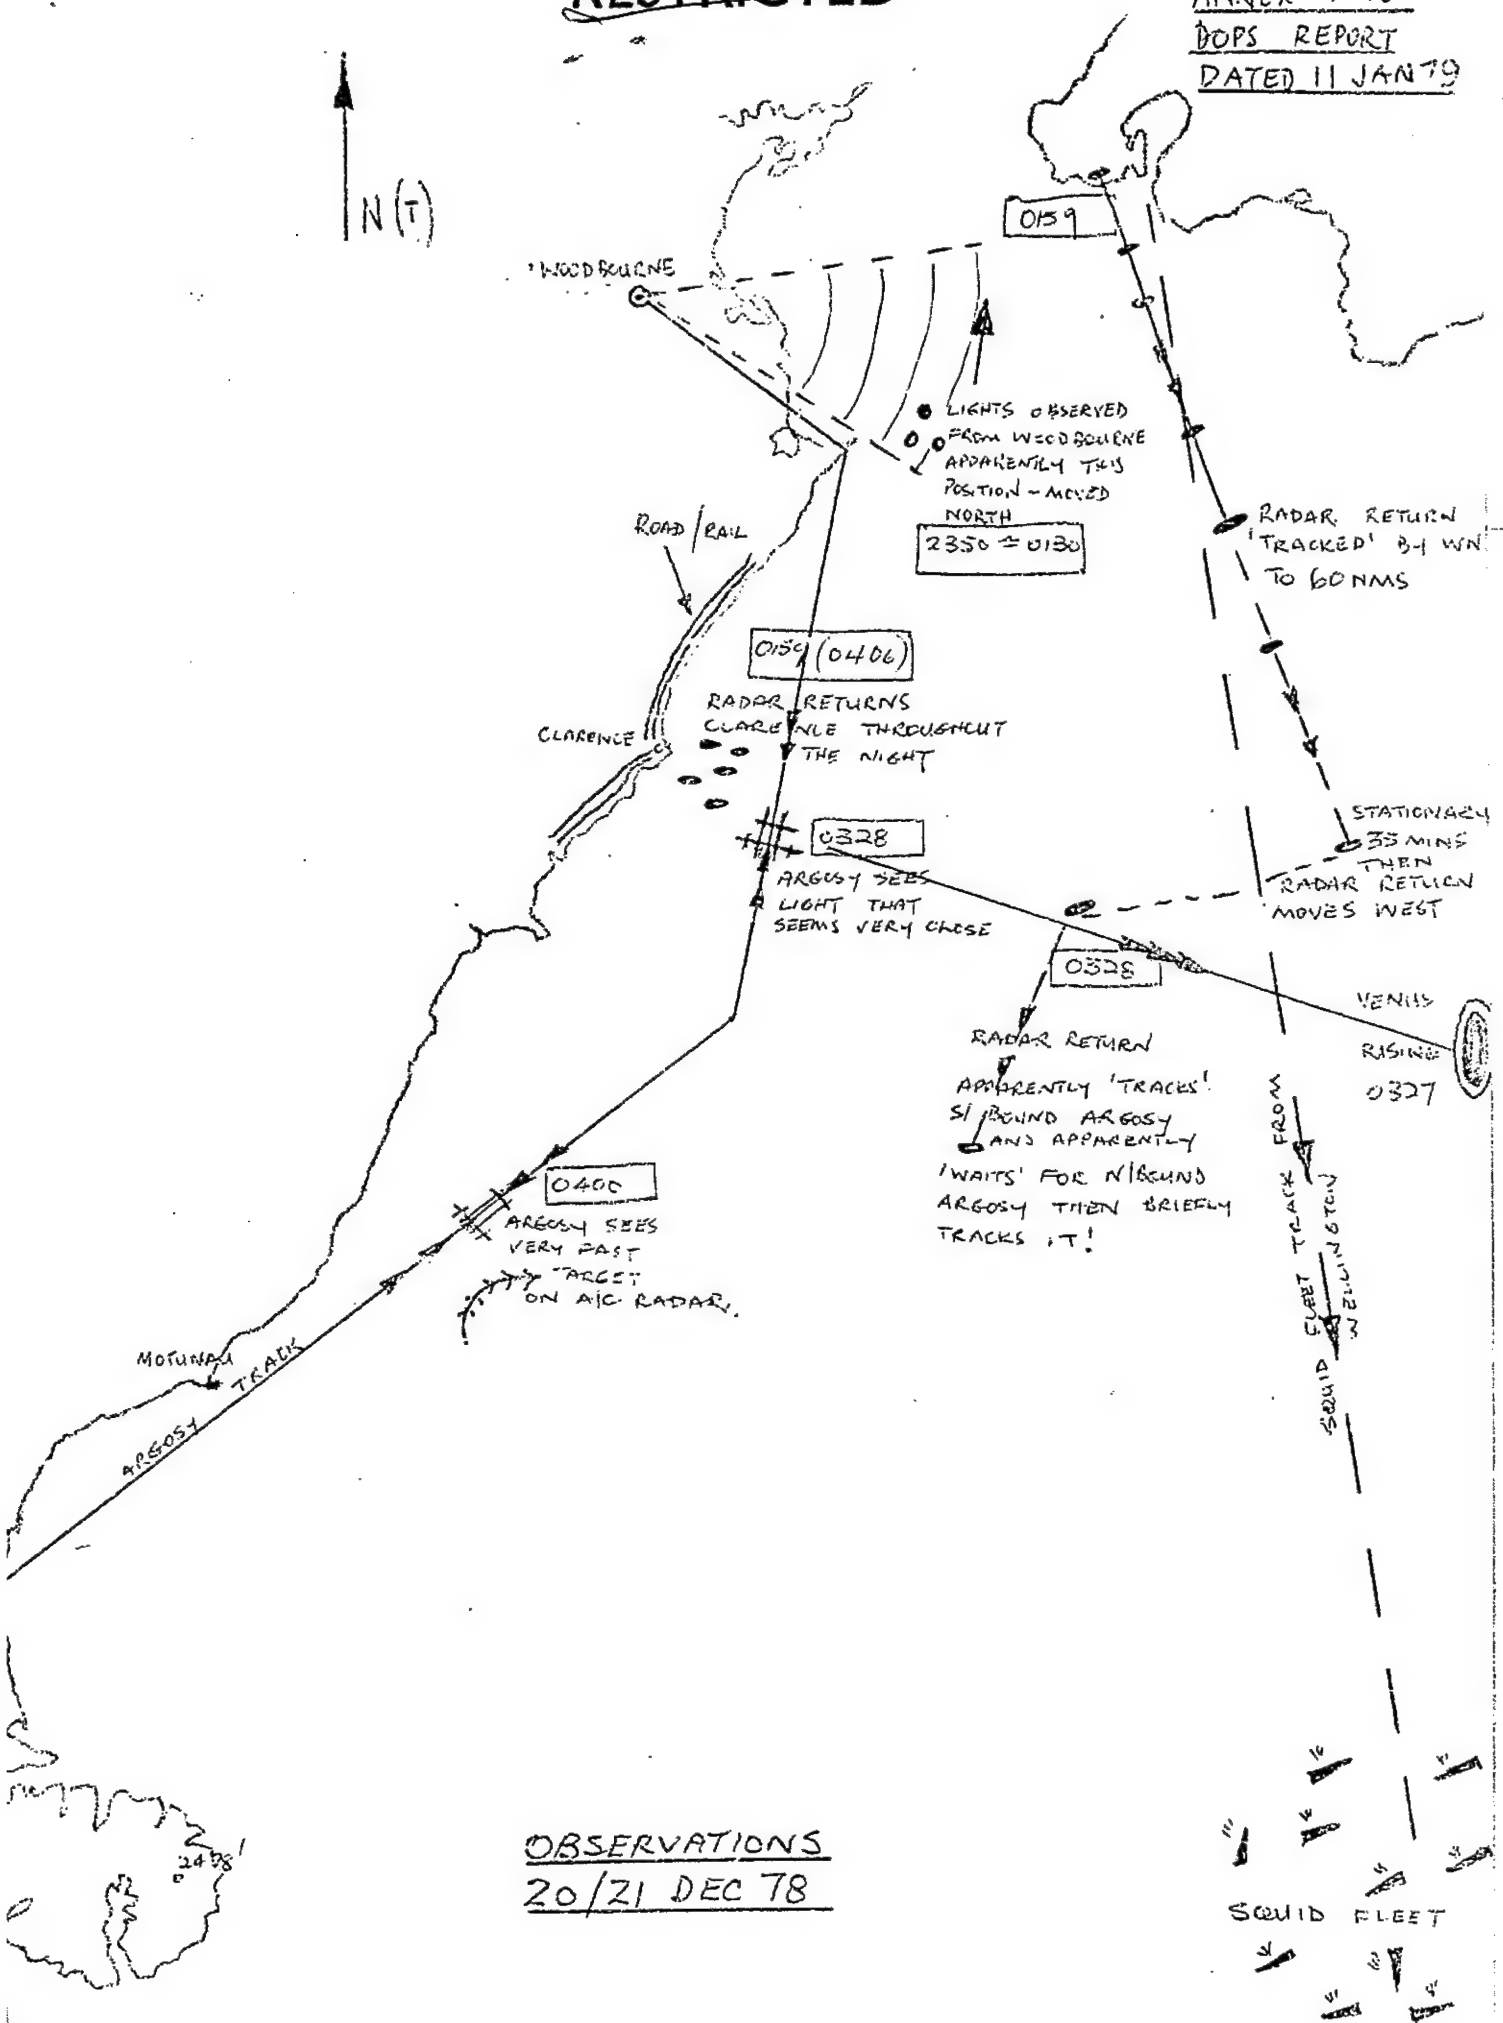 RESTRICTED
DOPS REPORT
DATED 11 JAN 79
N (T)
WOODBOURNE
0159
LIGHTS OBSERVED
FROM WOODBOURNE
APPARENTLY THIS
POSITION - MOVED
NORTH
2350 - 0130
RADAR RETURN
'TRACKED' BY WN
TO 60 NMS
ROAD/RAIL
0159 (0406)
RADAR RETURNS
CLARENCE THROUGHOUT
THE NIGHT
CLARENCE
0328
ARGOSY SEES
LIGHT THAT
SEEMS VERY CLOSE
STATIONARY
35 MINS
THEN
RADAR RETURN
MOVES WEST
0328
VENUS
RISING
0327
RADAR RETURN
APPARENTLY 'TRACKS'
S/BOUND ARGOSY
AND APPARENTLY
'WAITS' FOR N/BOUND
ARGOSY THEN BRIEFLY
TRACKS IT!
0400
ARGOSY SEES
VERY FAST
TARGET
ON A/C RADAR.
MOTUNAU
ARGOSY TRACK
SQUID FLEET TRACK FROM
WELLINGTON
OBSERVATIONS
20/21 DEC 78
SQUID FLEET